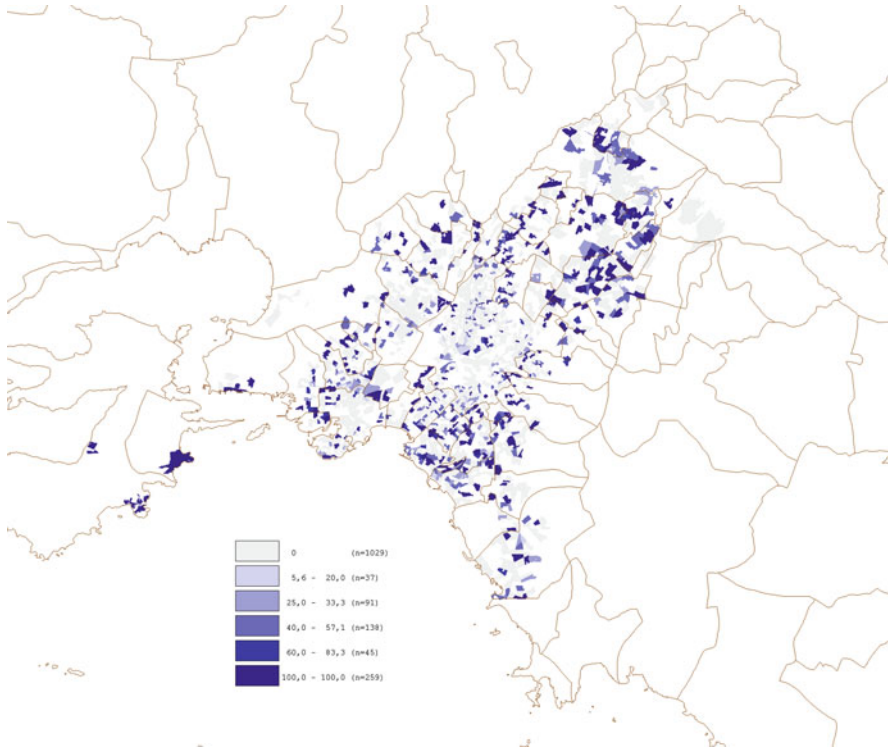 0 (n=1029)
5,6 - 20,0 (n=37)
25,0 - 33,3 (n=91)
40,0 - 57,1 (n=138)
60,0 - 83,3 (n=45)
100,0 - 100,0 (n=259)